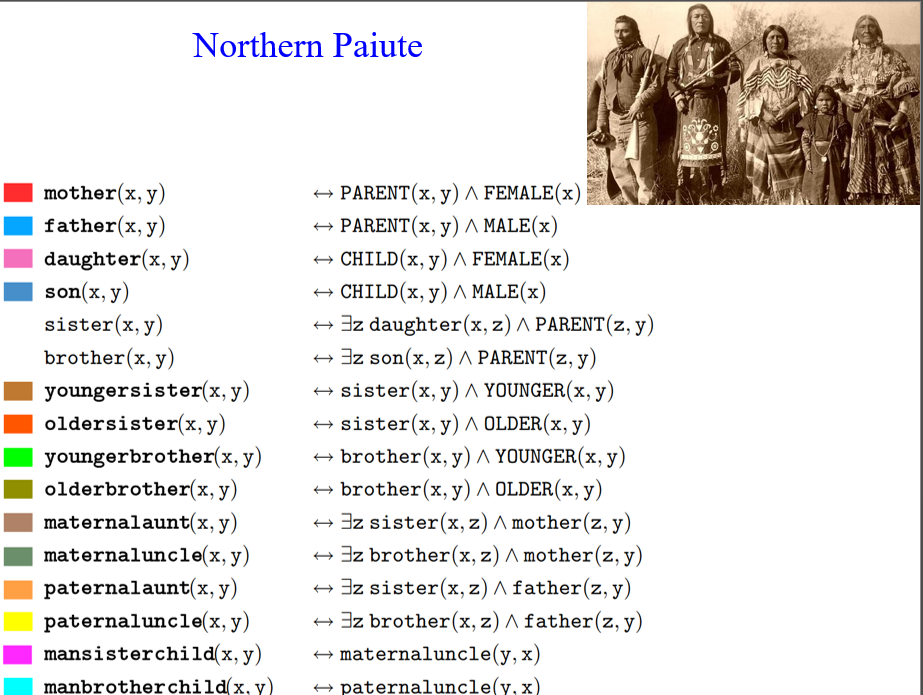 Northern Paiute
mother(x, y) ↔ PARENT(x, y) ∧ FEMALE(x)
father(x, y) ↔ PARENT(x, y) ∧ MALE(x)
daughter(x, y) ↔ CHILD(x, y) ∧ FEMALE(x)
son(x, y) ↔ CHILD(x, y) ∧ MALE(x)
sister(x, y) ↔ ∃z daughter(x, z) ∧ PARENT(z, y)
brother(x, y) ↔ ∃z son(x, z) ∧ PARENT(z, y)
youngersister(x, y) ↔ sister(x, y) ∧ YOUNGER(x, y)
oldersister(x, y) ↔ sister(x, y) ∧ OLDER(x, y)
youngerbrother(x, y) ↔ brother(x, y) ∧ YOUNGER(x, y)
olderbrother(x, y) ↔ brother(x, y) ∧ OLDER(x, y)
maternalaunt(x, y) ↔ ∃z sister(x, z) ∧ mother(z, y)
maternaluncle(x, y) ↔ ∃z brother(x, z) ∧ mother(z, y)
paternalaunt(x, y) ↔ ∃z sister(x, z) ∧ father(z, y)
paternaluncle(x, y) ↔ ∃z brother(x, z) ∧ father(z, y)
mansisterchild(x, y) ↔ maternaluncle(y, x)
manbrotherchild(x, y) ↔ paternaluncle(y, x)